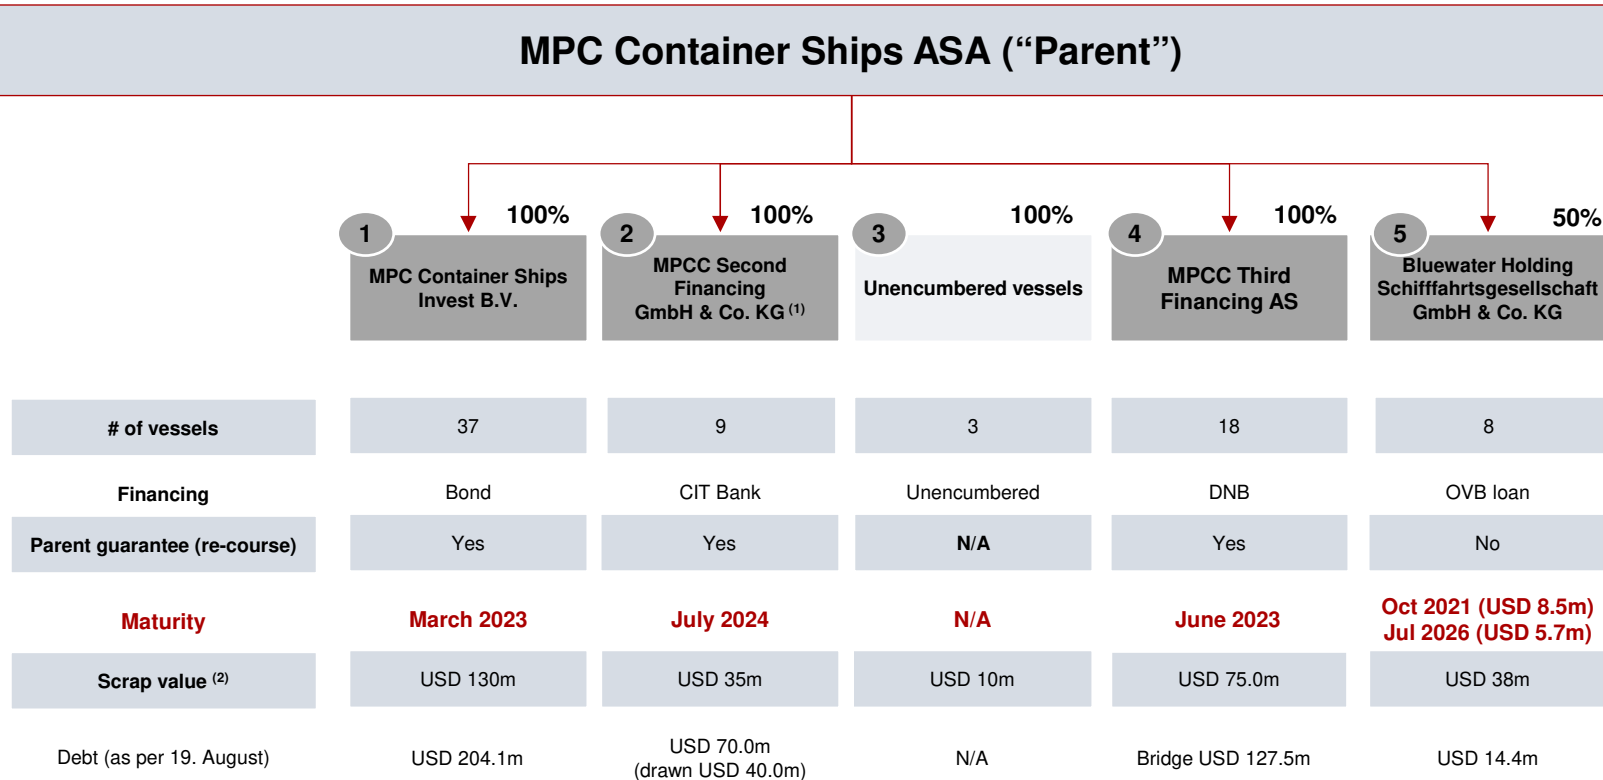 MPC Container Ships ASA (“Parent”)
1
100%
MPC Container Ships
Invest B.V.
2
100%
MPCC Second
Financing
GmbH & Co. KG (1)
3
100%
Unencumbered vessels
4
100%
MPCC Third
Financing AS
5
50%
Bluewater Holding
Schifffahrtsgesellschaft
GmbH & Co. KG
# of vessels 37 9 3 18 8
Financing Bond CIT Bank Unencumbered DNB OVB loan
Parent guarantee (re-course) Yes Yes N/A Yes No
Maturity March 2023 July 2024 N/A June 2023 Oct 2021 (USD 8.5m)
Jul 2026 (USD 5.7m)
Scrap value (2) USD 130m USD 35m USD 10m USD 75.0m USD 38m
Debt (as per 19. August) USD 204.1m USD 70.0m
(drawn USD 40.0m) N/A Bridge USD 127.5m USD 14.4m